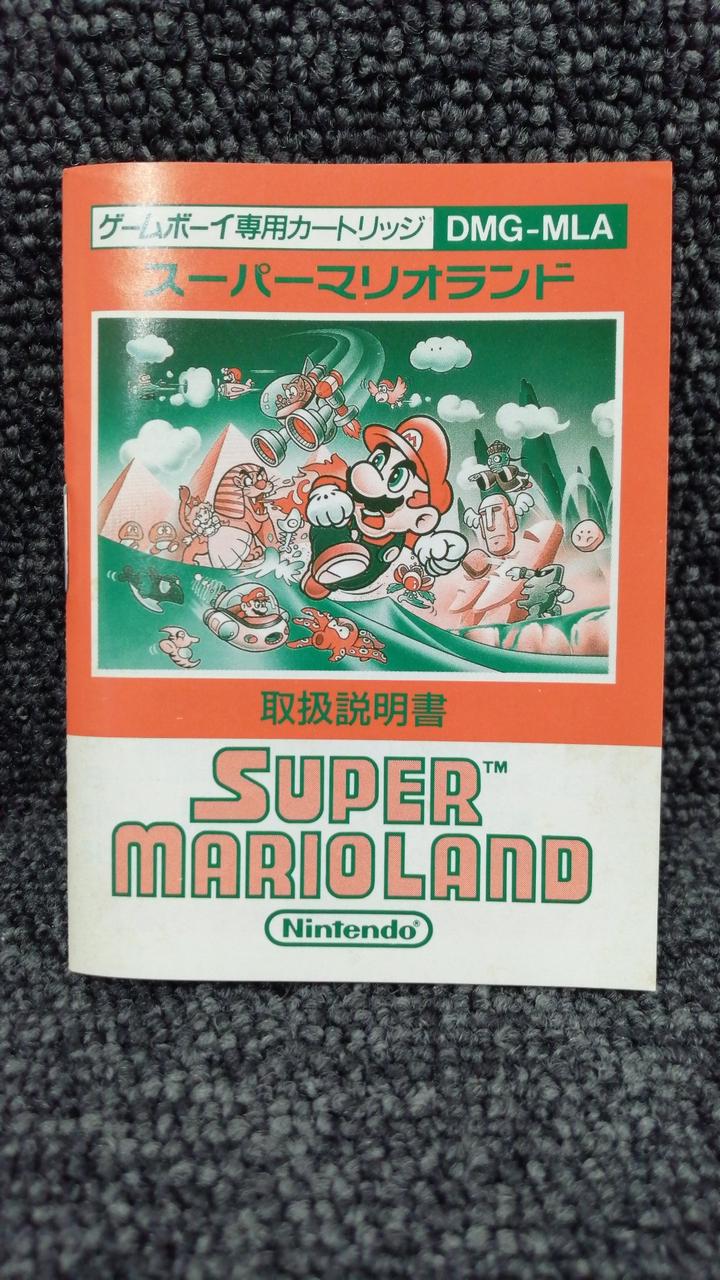 ゲームボーイ専用カートリッジ DMG-MLA
スーパーマリオランド
取扱説明書
SUPER™
MARIOLAND
Nintendo®